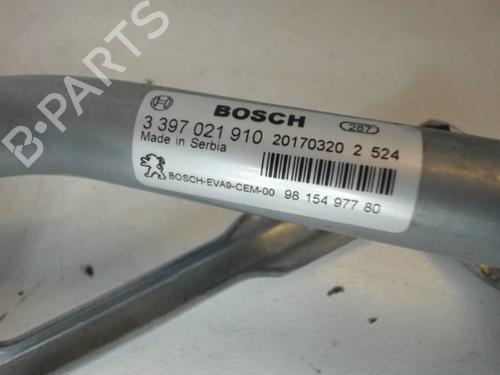 BOSCH
267
3 397 021 910 20170320 2 524
Made in Serbia
BOSCH-EVA9-CEM-00 98 154 977 80
B-PARTS